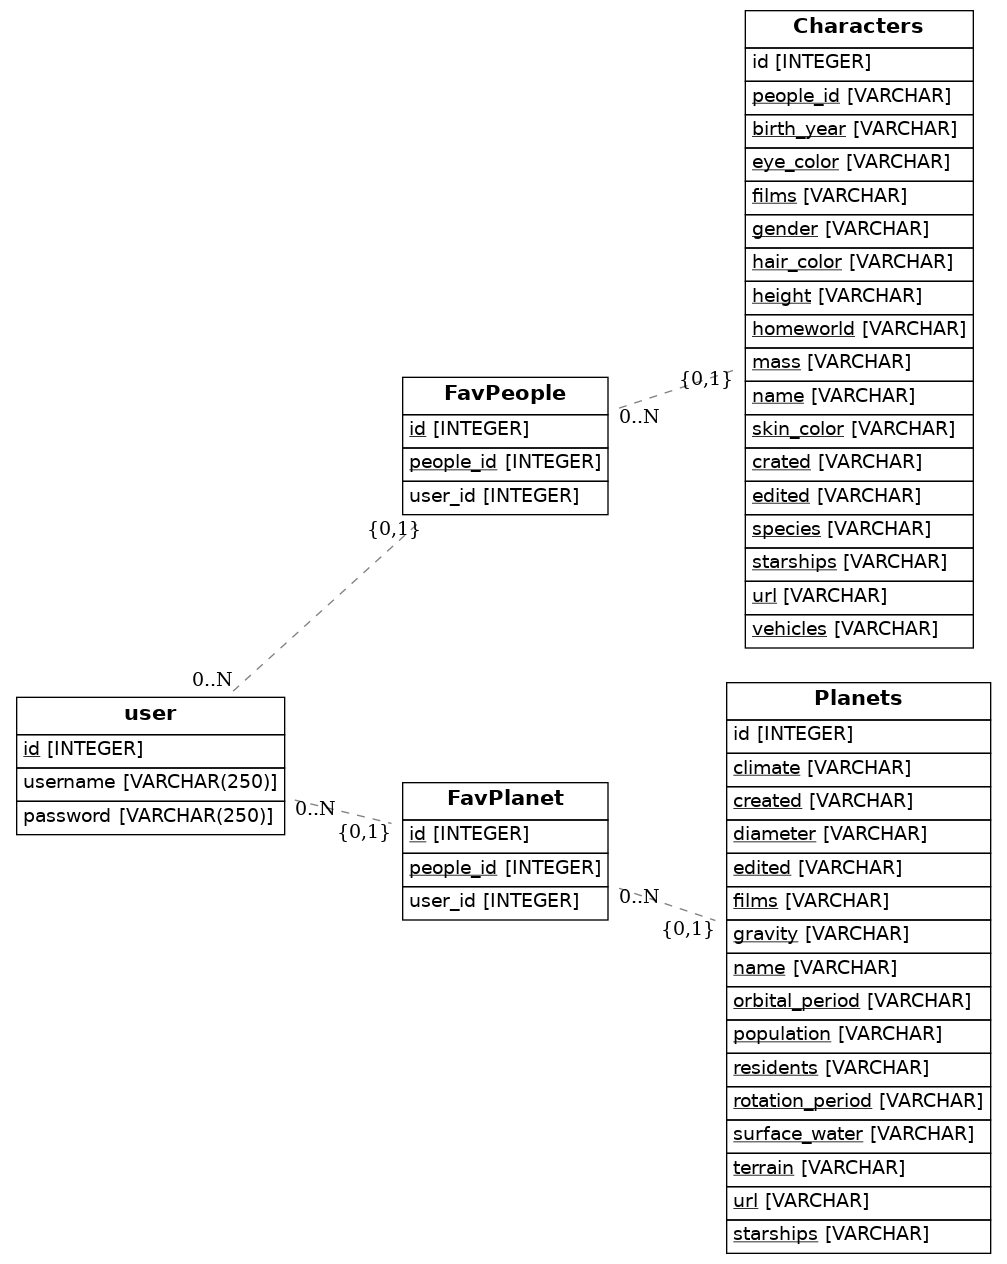 Characters
id [INTEGER]
people_id [VARCHAR]
birth_year [VARCHAR]
eye_color [VARCHAR]
films [VARCHAR]
gender [VARCHAR]
hair_color [VARCHAR]
height [VARCHAR]
homeworld [VARCHAR]
mass [VARCHAR]
name [VARCHAR]
skin_color [VARCHAR]
crated [VARCHAR]
edited [VARCHAR]
species [VARCHAR]
starships [VARCHAR]
url [VARCHAR]
vehicles [VARCHAR]
{0,1}
0..N
FavPeople
id [INTEGER]
people_id [INTEGER]
user_id [INTEGER]
{0,1}
0..N
user
id [INTEGER]
username [VARCHAR(250)]
password [VARCHAR(250)]
0..N
{0,1}
FavPlanet
id [INTEGER]
people_id [INTEGER]
user_id [INTEGER]
0..N
{0,1}
Planets
id [INTEGER]
climate [VARCHAR]
created [VARCHAR]
diameter [VARCHAR]
edited [VARCHAR]
films [VARCHAR]
gravity [VARCHAR]
name [VARCHAR]
orbital_period [VARCHAR]
population [VARCHAR]
residents [VARCHAR]
rotation_period [VARCHAR]
surface_water [VARCHAR]
terrain [VARCHAR]
url [VARCHAR]
starships [VARCHAR]